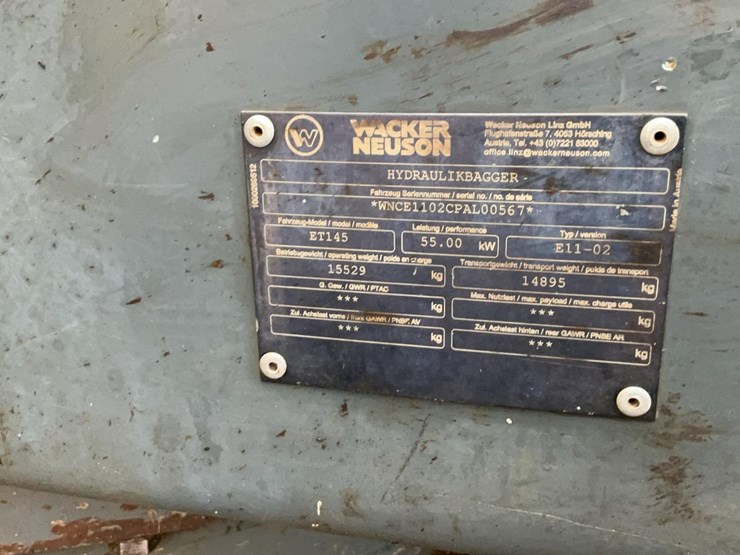 W
WACKER
NEUSON
Wacker Neuson Linz GmbH
Flughafenstraße 7, 4063 Hörsching
Austria, Tel. +43 (0)7221 63000
office.linz@wackerneuson.com
HYDRAULIKBAGGER
Fahrzeug Seriennummer / serial no. / no. de série
*WNCE1102CPAL00567*
Fahrzeug-Model / model / modèle
Leistung / performance
Typ / version
ET145
55.00 kW
E11-02
Betriebsgewicht / operating weight / poids en charge
Transportgewicht / transport weight / poids de transport
15529 kg
14895 kg
G. Gew. / GWR / PTAC
Max. Nutzlast / max. payload / max. charge utile
*** kg
*** kg
Zul. Achslast vorne / front GAWR / PNBE AV
Zul. Achslast hinten / rear GAWR / PNBE AR
*** kg
*** kg
Made in Austria